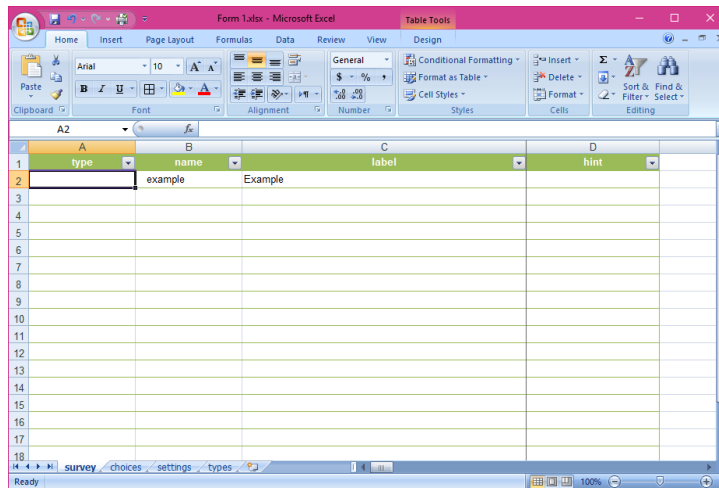 Form 1.xlsx - Microsoft Excel
Table Tools
Home Insert Page Layout Formulas Data Review View Design
Paste
Clipboard
Arial
10
B I U
Font
Alignment
General
$ - % ,
Number
Conditional Formatting
Format as Table
Cell Styles
Styles
Insert
Delete
Format
Cells
Σ
Sort & Filter
Find & Select
Editing
A2
fx
A B C D
1 type name label hint
2 example Example
3
4
5
6
7
8
9
10
11
12
13
14
15
16
17
18
survey choices settings types
Ready
100%